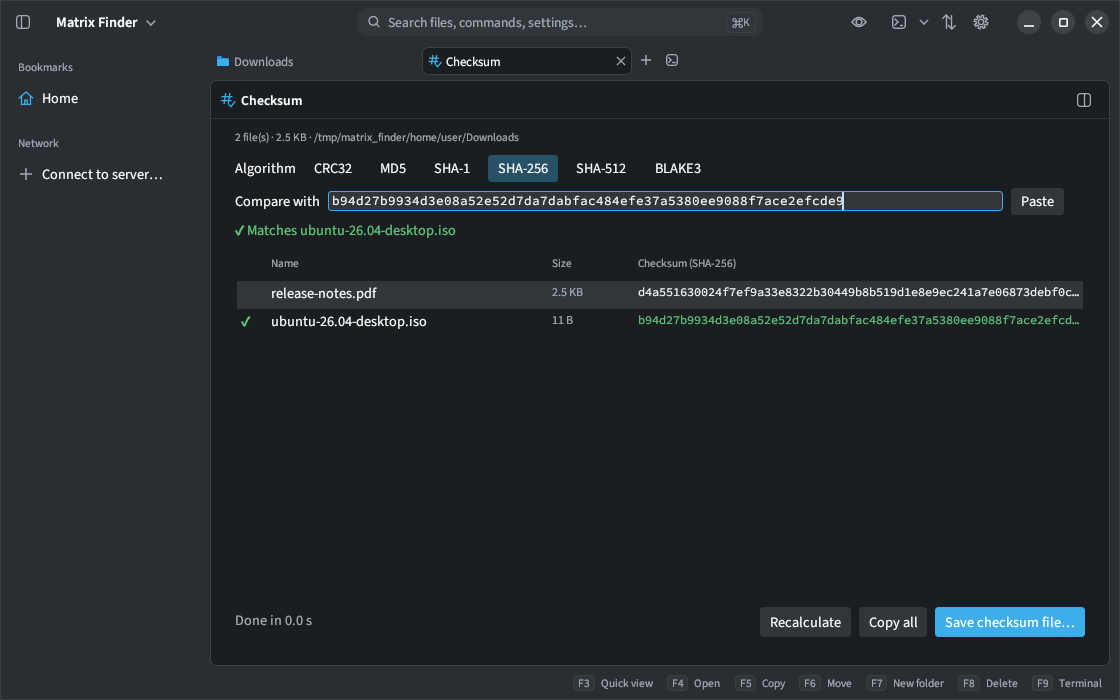 Matrix Finder
Search files, commands, settings…
⌘K
Bookmarks
Home
Network
Connect to server…
Downloads
Checksum
Checksum
2 file(s) · 2.5 KB · /tmp/matrix_finder/home/user/Downloads
Algorithm CRC32 MD5 SHA-1 SHA-256 SHA-512 BLAKE3
Compare with b94d27b9934d3e08a52e52d7da7dabfac484efe37a5380ee9088f7ace2efcde9 Paste
✓ Matches ubuntu-26.04-desktop.iso
Name Size Checksum (SHA-256)
release-notes.pdf 2.5 KB d4a551630024f7ef9a33e8322b30449b8b519d1e8e9ec241a7e06873debf0c…
✓ ubuntu-26.04-desktop.iso 11 B b94d27b9934d3e08a52e52d7da7dabfac484efe37a5380ee9088f7ace2efcd…
Done in 0.0 s
Recalculate Copy all Save checksum file…
F3 Quick view F4 Open F5 Copy F6 Move F7 New folder F8 Delete F9 Terminal